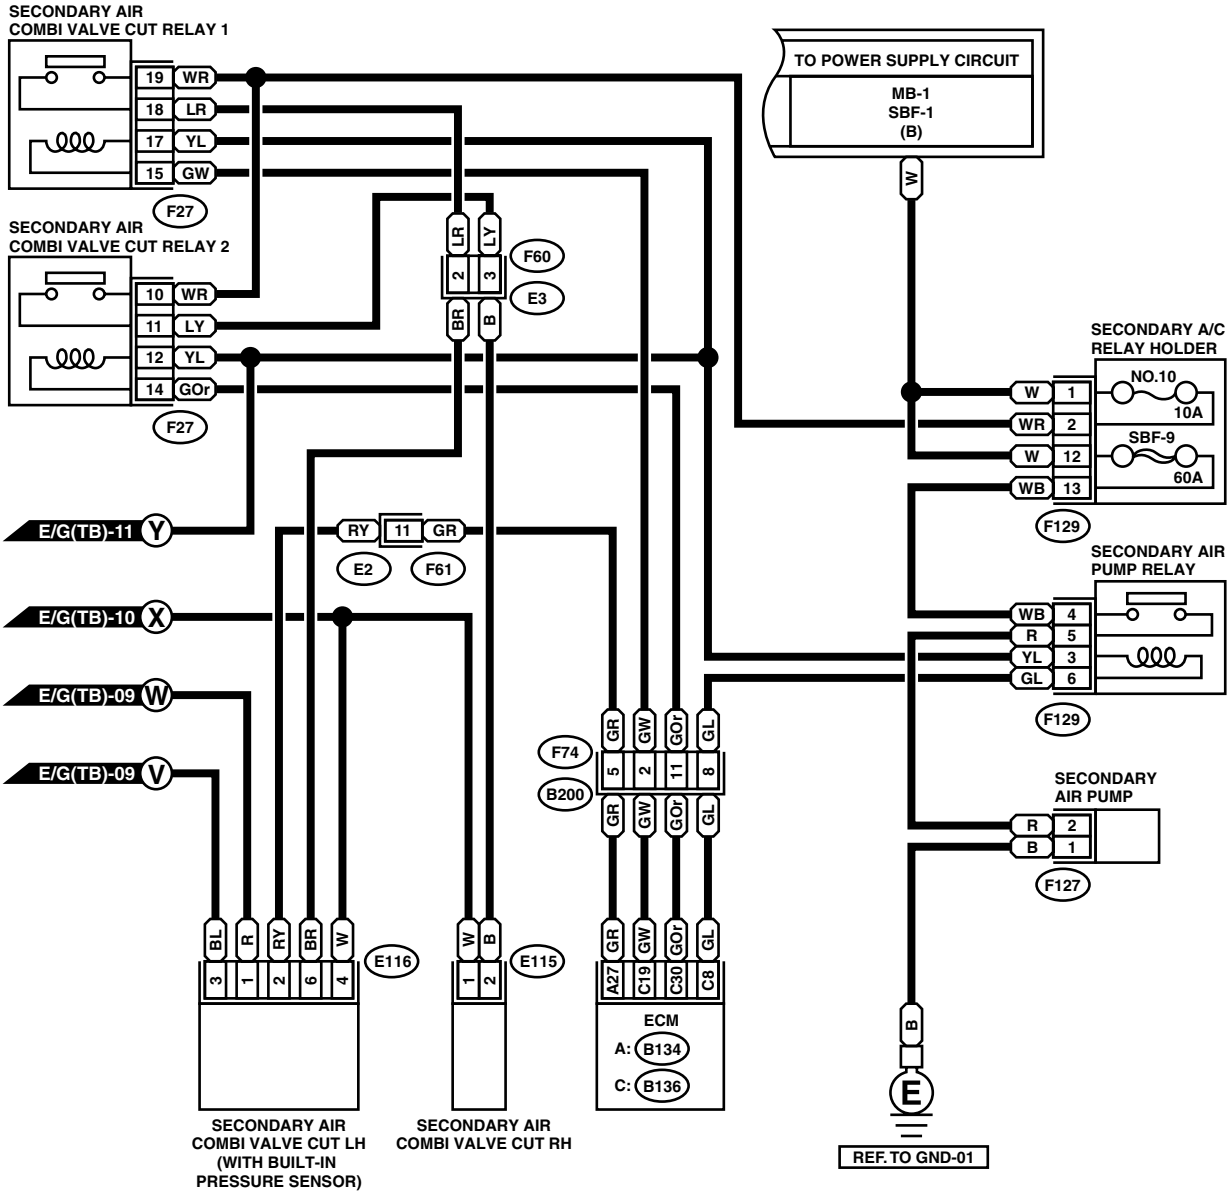 SECONDARY AIR
COMBI VALVE CUT RELAY 1
19 WR
18 LR
17 YL
15 GW
F27
SECONDARY AIR
COMBI VALVE CUT RELAY 2
10 WR
11 LY
12 YL
14 GOr
F27
TO POWER SUPPLY CIRCUIT
MB-1
SBF-1
(B)
W
LR LY
2 3
F60
E3
BR B
SECONDARY A/C
RELAY HOLDER
W 1
WR 2
W 12
WB 13
NO.10
10A
SBF-9
60A
F129
E/G(TB)-11 Y
RY 11 GR
E2 F61
SECONDARY AIR
PUMP RELAY
WB 4
R 5
YL 3
GL 6
F129
E/G(TB)-10 X
E/G(TB)-09 W
E/G(TB)-09 V
GR GW GOr GL
F74
5 2 11 8
B200
GR GW GOr GL
SECONDARY
AIR PUMP
R 2
B 1
F127
BL R RY BR W
3 1 2 6 4
E116
W B
1 2
E115
GR GW GOr GL
A27 C19 C30 C8
ECM
A: B134
C: B136
B
E
REF. TO GND-01
SECONDARY AIR
COMBI VALVE CUT LH
(WITH BUILT-IN
PRESSURE SENSOR)
SECONDARY AIR
COMBI VALVE CUT RH